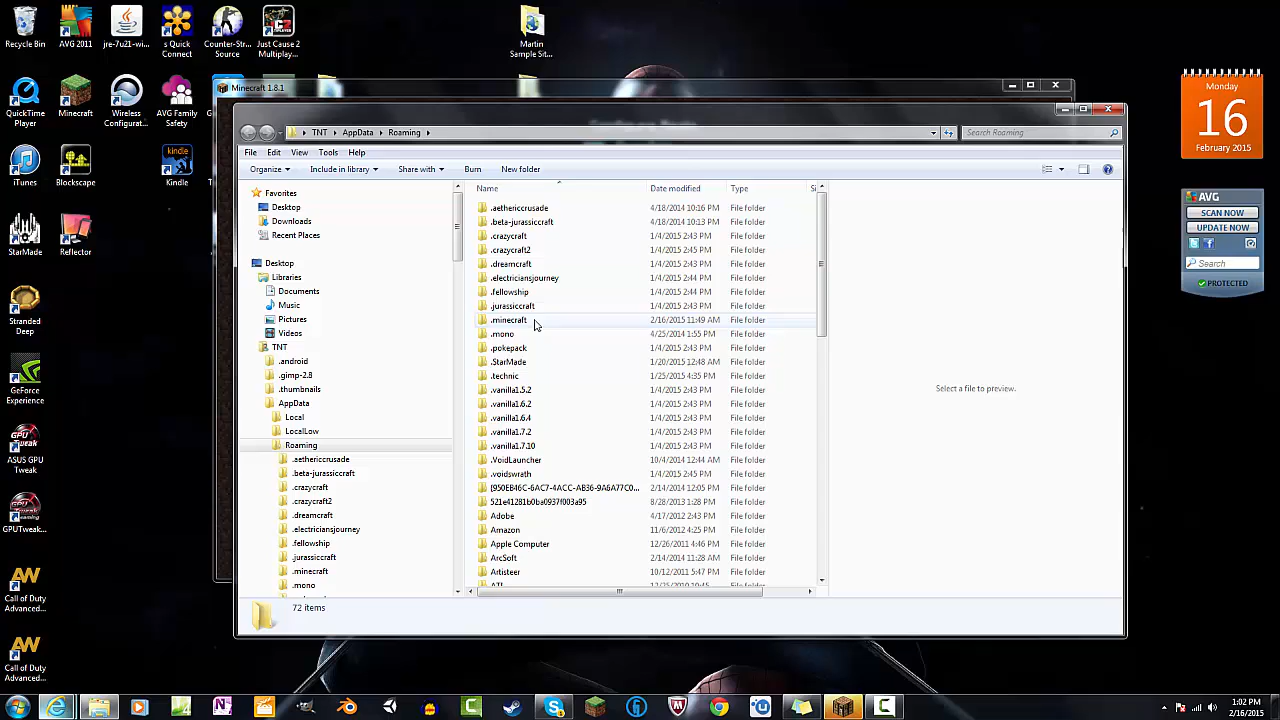 Recycle Bin
AVG 2011
jre-7u21-wi...
s Quick Connect
Counter-Str... Source
Just Cause 2 Multiplay...
Martin Sample Sit...
QuickTime Player
Minecraft
Wireless Configurat...
AVG Family Safety
iTunes
Blockscape
Kindle
kindle
StarMade
Reflector
Stranded Deep
GeForce Experience
ASUS GPU Tweak
GPUTweak...
Call of Duty Advanced...
Call of Duty Advanced...
Minecraft 1.8.1
TNT
AppData
Roaming
Search Roaming
File
Edit
View
Tools
Help
Organize
Include in library
Share with
Burn
New folder
Favorites
Desktop
Downloads
Recent Places
Desktop
Libraries
Documents
Music
Pictures
Videos
TNT
.android
.gimp-2.8
.thumbnails
AppData
Local
LocalLow
Roaming
.aethericcrusade
.beta-jurassiccraft
.crazycraft
.crazycraft2
.dreamcraft
.electriciansjourney
.fellowship
.jurassiccraft
.minecraft
.mono
Name Date modified Type Si
.aethericcrusade 4/18/2014 10:16 PM File folder
.beta-jurassiccraft 4/18/2014 10:13 PM File folder
.crazycraft 1/4/2015 2:43 PM File folder
.crazycraft2 1/4/2015 2:45 PM File folder
.dreamcraft 1/4/2015 2:43 PM File folder
.electriciansjourney 1/4/2015 2:44 PM File folder
.fellowship 1/4/2015 2:44 PM File folder
.jurassiccraft 1/4/2015 2:43 PM File folder
.minecraft 2/16/2015 11:49 AM File folder
.mono 4/25/2014 1:55 PM File folder
.pokepack 1/4/2015 2:43 PM File folder
.StarMade 1/20/2015 12:48 AM File folder
.technic 1/25/2015 4:35 PM File folder
.vanilla1.5.2 1/4/2015 2:43 PM File folder
.vanilla1.6.2 1/4/2015 2:43 PM File folder
.vanilla1.6.4 1/4/2015 2:43 PM File folder
.vanilla1.7.2 1/4/2015 2:43 PM File folder
.vanilla1.7.10 1/4/2015 2:43 PM File folder
.VoidLauncher 10/4/2014 12:44 AM File folder
.voidswrath 1/4/2015 2:45 PM File folder
{950EB46C-6AC7-4ACC-AB36-9A6A77C0... 2/14/2014 12:05 PM File folder
521e41281b0ba0937f003a95 8/28/2013 1:28 PM File folder
Adobe 4/17/2012 2:43 PM File folder
Amazon 11/6/2012 4:25 PM File folder
Apple Computer 12/26/2011 4:46 PM File folder
ArcSoft 2/14/2014 11:28 AM File folder
Artisteer 10/12/2011 5:47 PM File folder
Select a file to preview.
72 items
Monday
16
February 2015
AVG
SCAN NOW
UPDATE NOW
Search
PROTECTED
1:02 PM
2/16/2015